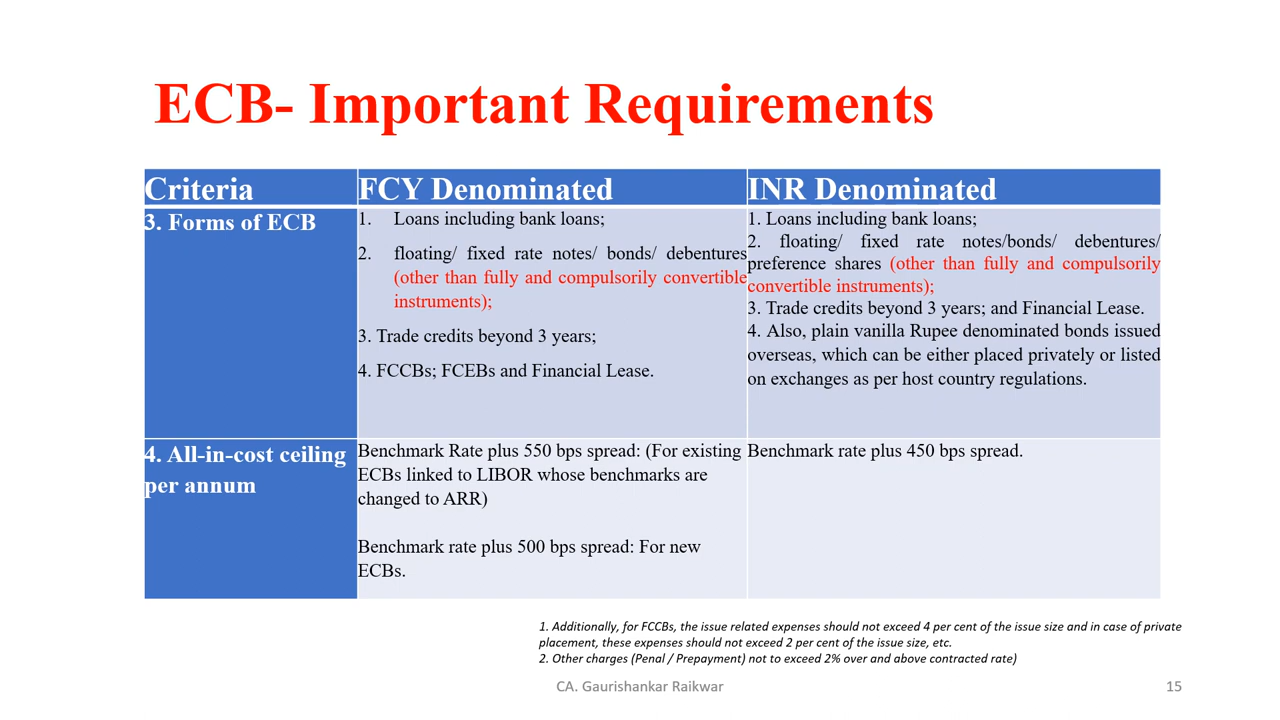 ECB- Important Requirements
Criteria
FCY Denominated
INR Denominated
3. Forms of ECB
1. Loans including bank loans;
2. floating/ fixed rate notes/ bonds/ debentures
(other than fully and compulsorily convertible
instruments);
3. Trade credits beyond 3 years;
4. FCCBs; FCEBs and Financial Lease.
1. Loans including bank loans;
2. floating/ fixed rate notes/bonds/ debentures/
preference shares (other than fully and compulsorily
convertible instruments);
3. Trade credits beyond 3 years; and Financial Lease.
4. Also, plain vanilla Rupee denominated bonds issued
overseas, which can be either placed privately or listed
on exchanges as per host country regulations.
4. All-in-cost ceiling
per annum
Benchmark Rate plus 550 bps spread: (For existing
ECBs linked to LIBOR whose benchmarks are
changed to ARR)
Benchmark rate plus 500 bps spread: For new
ECBs.
Benchmark rate plus 450 bps spread.
1. Additionally, for FCCBs, the issue related expenses should not exceed 4 per cent of the issue size and in case of private
placement, these expenses should not exceed 2 per cent of the issue size, etc.
2. Other charges (Penal / Prepayment) not to exceed 2% over and above contracted rate)
CA. Gaurishankar Raikwar
15